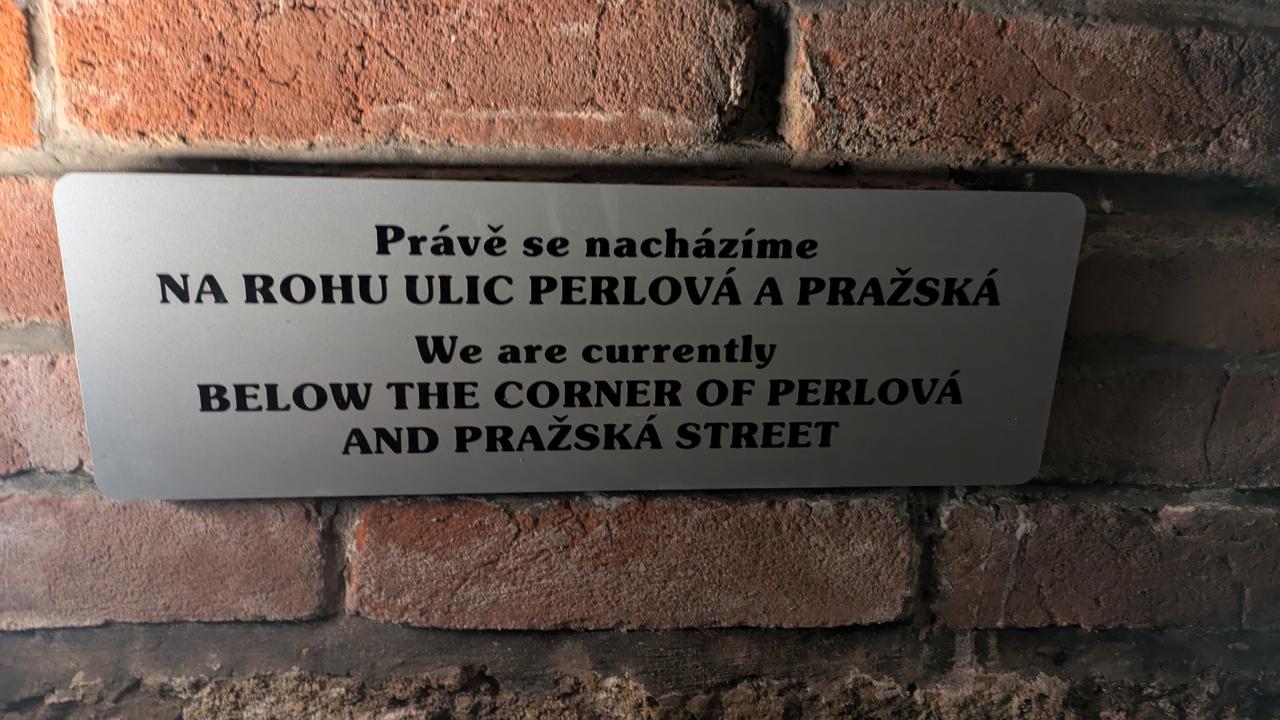 Právě se nacházíme
NA ROHU ULIC PERLOVÁ A PRAŽSKÁ
We are currently
BELOW THE CORNER OF PERLOVÁ
AND PRAŽSKÁ STREET